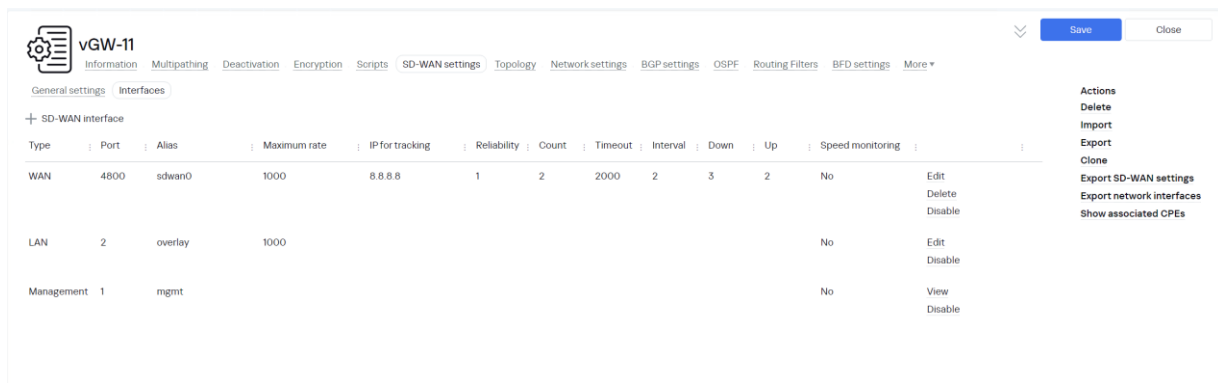 vGW-11
Save Close
Information Multipathing Deactivation Encryption Scripts SD-WAN settings Topology Network settings BGP settings OSPF Routing Filters BFD settings More ▾
General settings Interfaces
+ SD-WAN interface
Type Port Alias Maximum rate IP for tracking Reliability Count Timeout Interval Down Up Speed monitoring
WAN 4800 sdwan0 1000 8.8.8.8 1 2 2000 2 3 2 No Edit
Delete
Disable
LAN 2 overlay 1000 No Edit
Disable
Management 1 mgmt No View
Disable
Actions
Delete
Import
Export
Clone
Export SD-WAN settings
Export network interfaces
Show associated CPEs